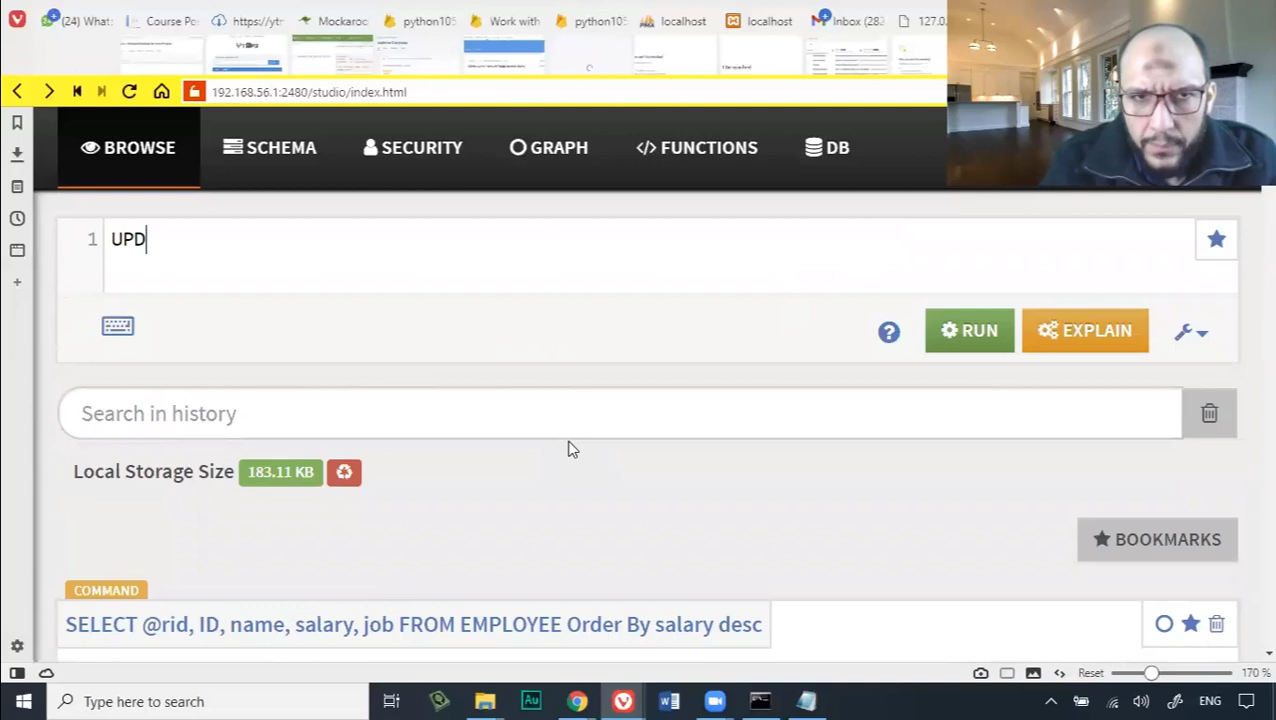 (24) What:
Course Po
https://ytr
Mockaroo
python105
Work with
python105
localhost
localhost
Inbox (283
127.0.
192.168.56.1:2480/studio/index.html
BROWSE
SCHEMA
SECURITY
GRAPH
</> FUNCTIONS
DB
1 UPD
RUN
EXPLAIN
Search in history
Local Storage Size 183.11 KB
BOOKMARKS
COMMAND
SELECT @rid, ID, name, salary, job FROM EMPLOYEE Order By salary desc
Reset
170 %
Type here to search
ENG